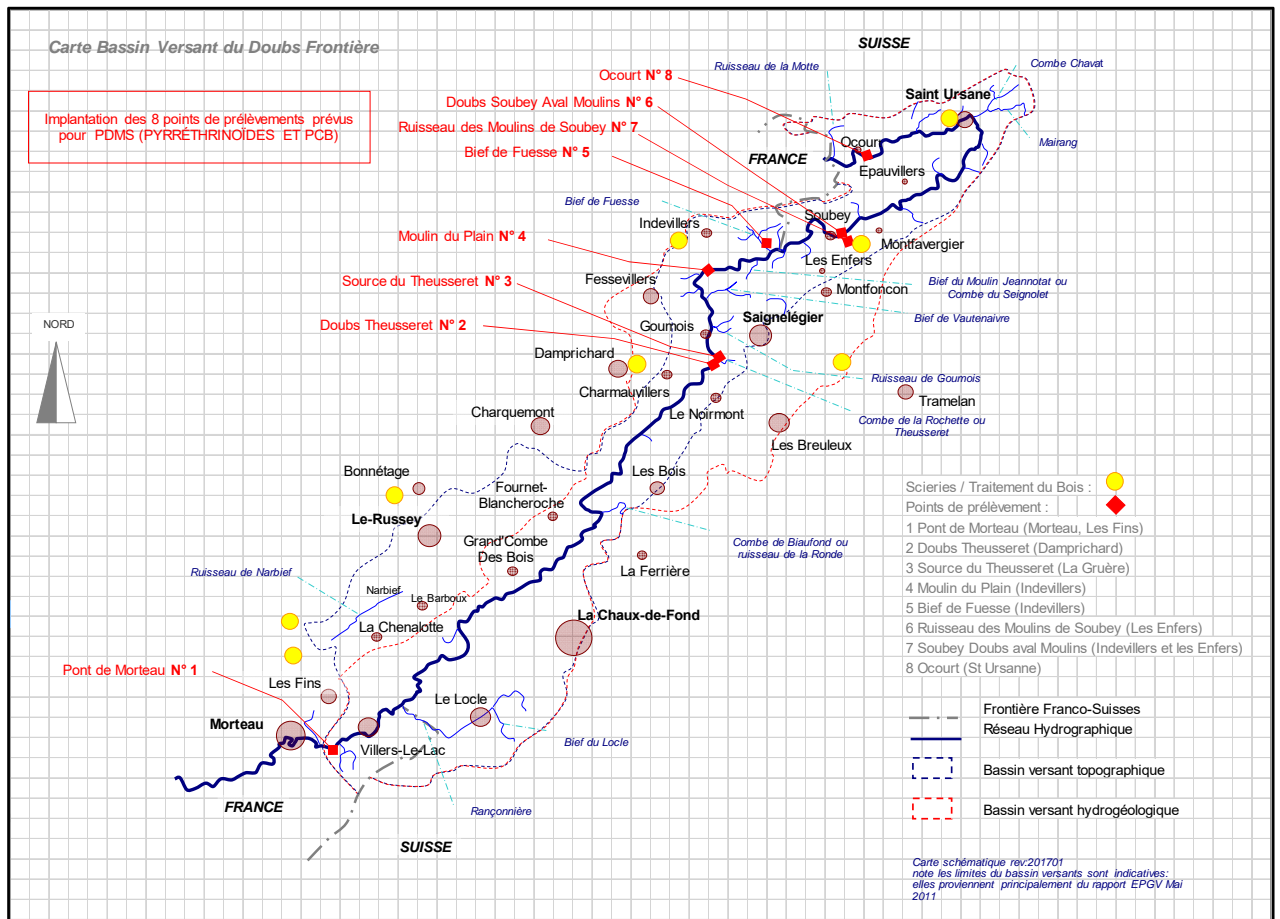 Carte Bassin Versant du Doubs Frontière
SUISSE
Ruisseau de la Motte
Combe Chavat
Ocourt N° 8
Saint Ursane
Doubs Soubey Aval Moulins N° 6
Implantation des 8 points de prélèvements prévus
pour PDMS (PYRRÉTHRINOÏDES ET PCB)
Ruisseau des Moulins de Soubey N° 7
Ocourt
Mairang
Bief de Fuesse N° 5
FRANCE
Epauvillers
Bief de Fuesse
Indevillers
Soubey
Moulin du Plain N° 4
Montfavergier
Les Enfers
Source du Theusseret N° 3
Fessevillers
Bief du Moulin Jeannotat ou
Combe du Seignolet
Montfoncon
NORD
Doubs Theusseret N° 2
Goumois
Saignelégier
Bief de Vautenaivre
Damprichard
Charmauvillers
Ruisseau de Goumois
Tramelan
Charquemont
Le Noirmont
Combe de la Rochette ou
Theusseret
Les Breuleux
Bonnétage
Les Bois
Fournet-
Blancheroche
Scieries / Traitement du Bois :
Points de prélèvement :
Le-Russey
1 Pont de Morteau (Morteau, Les Fins)
Grand'Combe
Des Bois
Combe de Biaufond ou
ruisseau de la Ronde
2 Doubs Theusseret (Damprichard)
3 Source du Theusseret (La Gruère)
Ruisseau de Narbief
La Ferrière
4 Moulin du Plain (Indevillers)
Narbief
Le Barboux
5 Bief de Fuesse (Indevillers)
La Chaux-de-Fond
La Chenalotte
6 Ruisseau des Moulins de Soubey (Les Enfers)
7 Soubey Doubs aval Moulins (Indevillers et les Enfers)
8 Ocourt (St Ursanne)
Pont de Morteau N° 1
Les Fins
Le Locle
Morteau
Frontière Franco-Suisses
Réseau Hydrographique
Villers-Le-Lac
Bief du Locle
Bassin versant topographique
FRANCE
Rançonnière
Bassin versant hydrogéologique
SUISSE
Carte schématique rev:201701
note les limites du bassin versants sont indicatives:
elles proviennent principalement du rapport EPGV Mai
2011